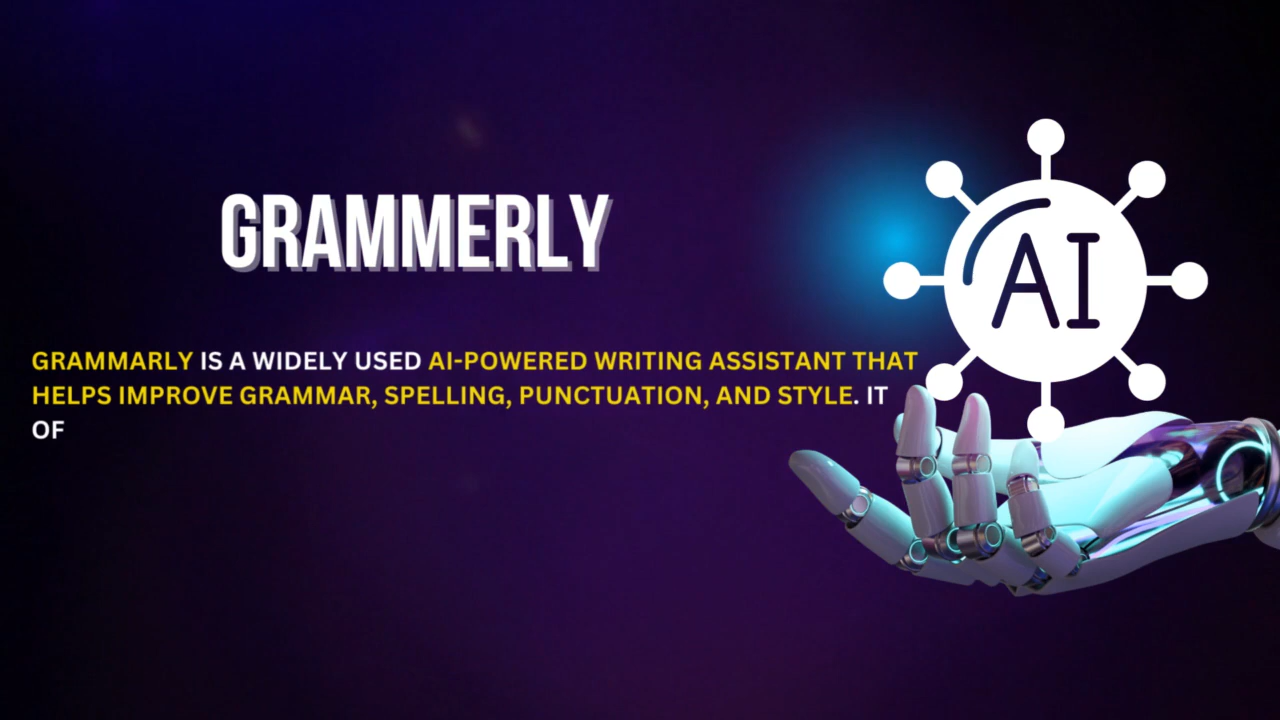 GRAMMERLY
GRAMMARLY IS A WIDELY USED AI-POWERED WRITING ASSISTANT THAT
HELPS IMPROVE GRAMMAR, SPELLING, PUNCTUATION, AND STYLE. IT
OF
AI